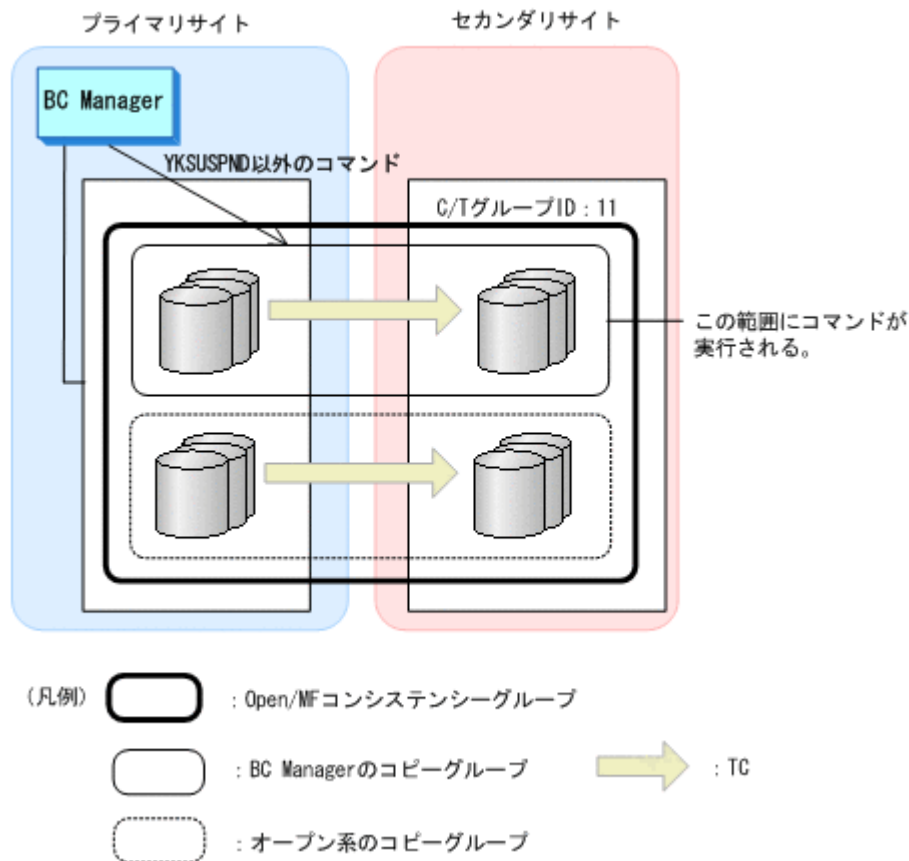 プライマリサイト
セカンダリサイト
BC Manager
YKSUSPND以外のコマンド
C/TグループID：11
この範囲にコマンドが
実行される。
(凡例)
：Open/MFコンシステンシーグループ
：BC Managerのコピーグループ
：TC
：オープン系のコピーグループ